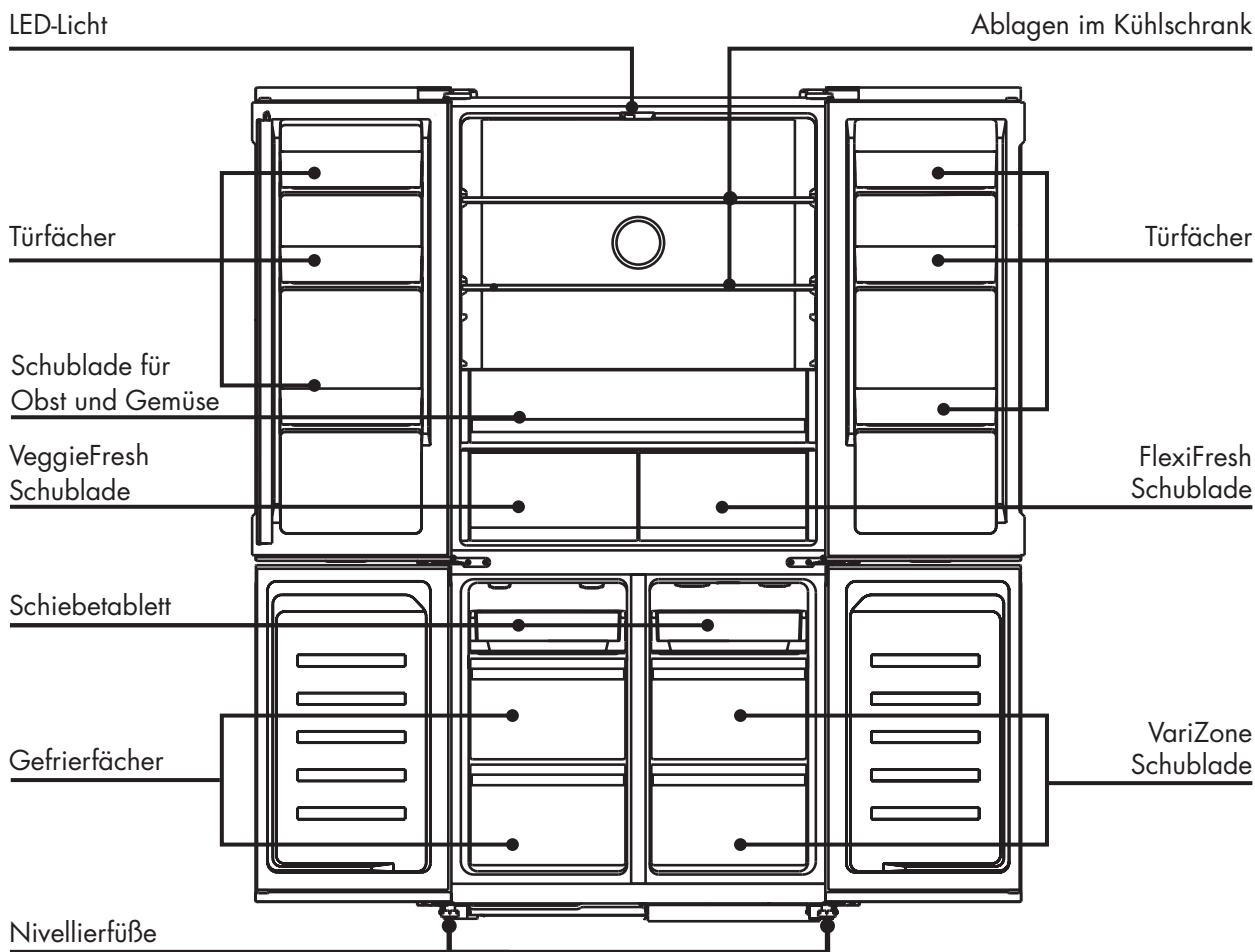 LED-Licht
Ablagen im Kühlschrank
Türfächer
Türfächer
Schublade für
Obst und Gemüse
VeggieFresh
Schublade
FlexiFresh
Schublade
Schiebetablett
Gefrierfächer
VariZone
Schublade
Nivellierfüße